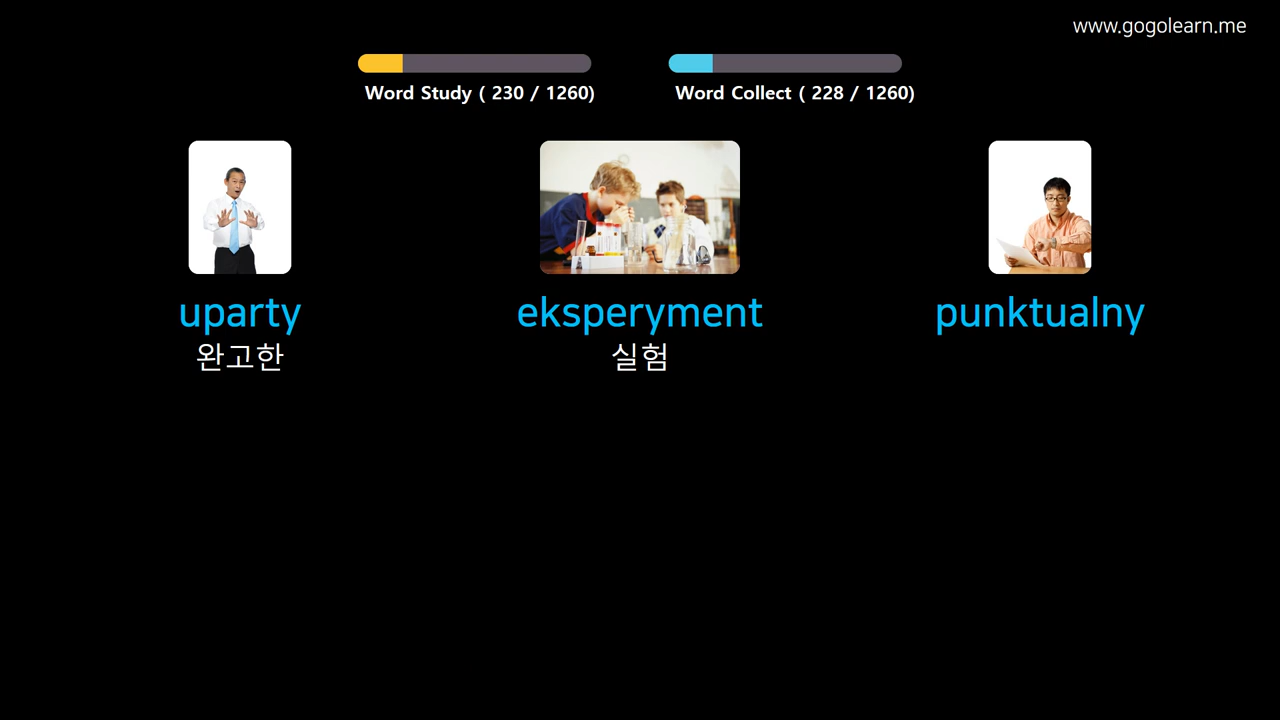 www.gogolearn.me
Word Study ( 230 / 1260)
Word Collect ( 228 / 1260)
uparty
완고한
eksperyment
실험
punktualny